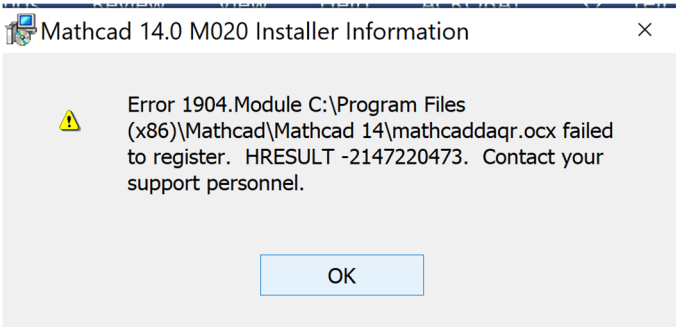 Mathcad 14.0 M020 Installer Information
Error 1904.Module C:\Program Files
(x86)\Mathcad\Mathcad 14\mathcaddaqr.ocx failed
to register.  HRESULT -2147220473.  Contact your
support personnel.
OK